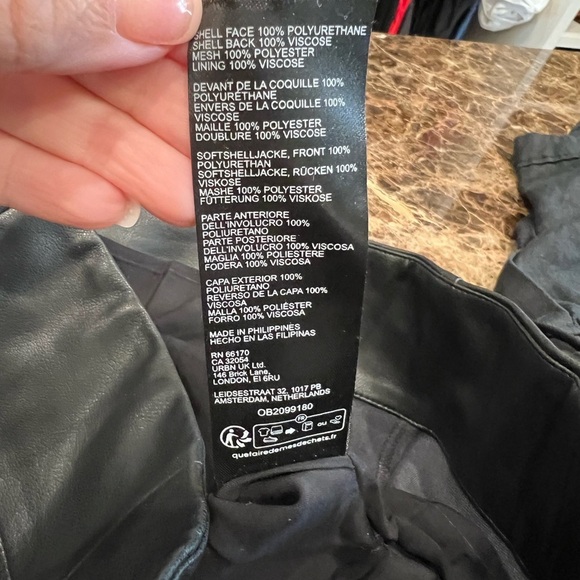 SHELL FACE 100% POLYURETHANE
SHELL BACK 100% VISCOSE
MESH 100% POLYESTER
LINING 100% VISCOSE
DEVANT DE LA COQUILLE 100%
POLYURÉTHANE
ENVERS DE LA COQUILLE 100%
VISCOSE
MAILLE 100% POLYESTER
DOUBLURE 100% VISCOSE
SOFTSHELLJACKE, FRONT 100%
POLYURETHAN
SOFTSHELLJACKE, RÜCKEN 100%
VISKOSE
MASHE 100% POLYESTER
FÜTTERUNG 100% VISKOSE
PARTE ANTERIORE
DELL'INVOLUCRO 100%
POLIURETANO
PARTE POSTERIORE
DELL'INVOLUCRO 100% VISCOSA
MAGLIA 100% POLIESTERE
FODERA 100% VISCOSA
CAPA EXTERIOR 100%
POLIURETANO
REVERSO DE LA CAPA 100%
VISCOSA
MALLA 100% POLIÉSTER
FORRO 100% VISCOSA
MADE IN PHILIPPINES
HECHO EN LAS FILIPINAS
RN 66170
CA 32054
URBN UK Ltd.
146 Brick Lane,
LONDON, E1 6RU
LEIDSESTRAAT 32, 1017 PB
AMSTERDAM, NETHERLANDS
OB2099180
FR
OU
quefairedemesdechets.fr